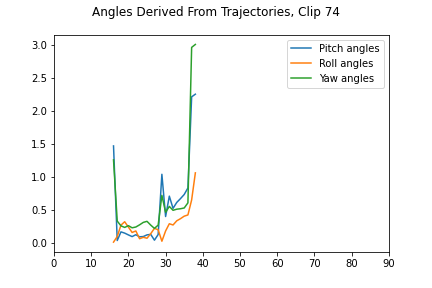 Angles Derived From Trajectories, Clip 74
Pitch angles
Roll angles
Yaw angles
3.0
2.5
2.0
1.5
1.0
0.5
0.0
0 10 20 30 40 50 60 70 80 90